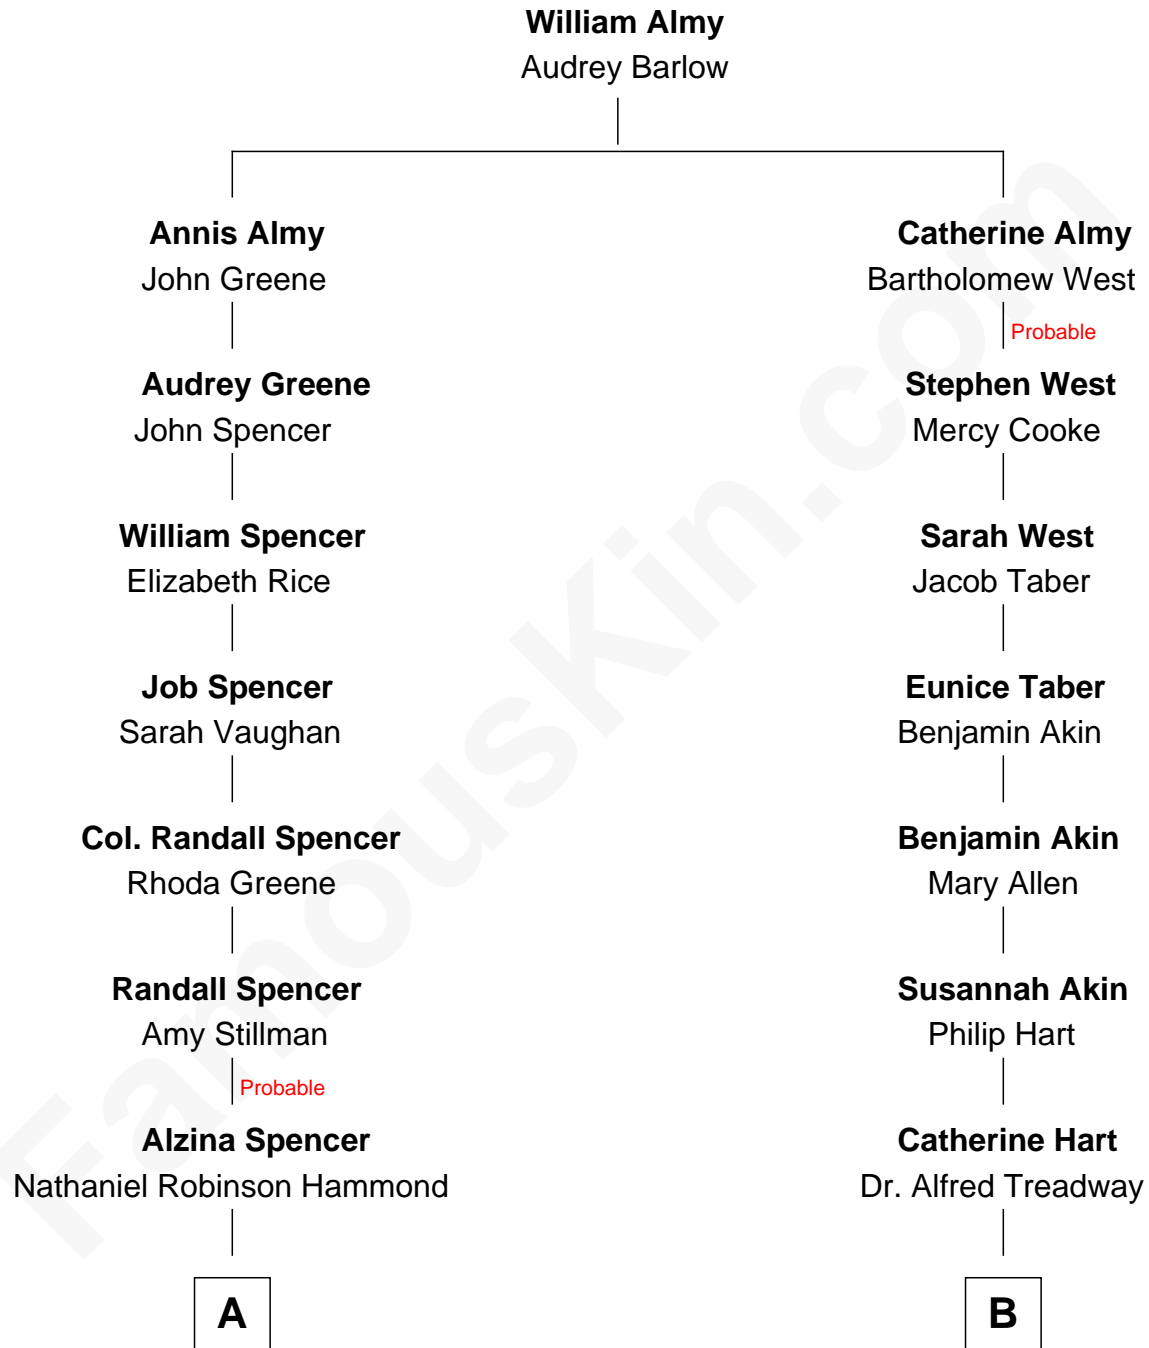 William Almy
Audrey Barlow
Annis Almy
John Greene
Audrey Greene
John Spencer
William Spencer
Elizabeth Rice
Job Spencer
Sarah Vaughan
Col. Randall Spencer
Rhoda Greene
Randall Spencer
Amy Stillman
Probable
Alzina Spencer
Nathaniel Robinson Hammond
A
Catherine Almy
Bartholomew West
Probable
Stephen West
Mercy Cooke
Sarah West
Jacob Taber
Eunice Taber
Benjamin Akin
Benjamin Akin
Mary Allen
Susannah Akin
Philip Hart
Catherine Hart
Dr. Alfred Treadway
B
FamousKin.com